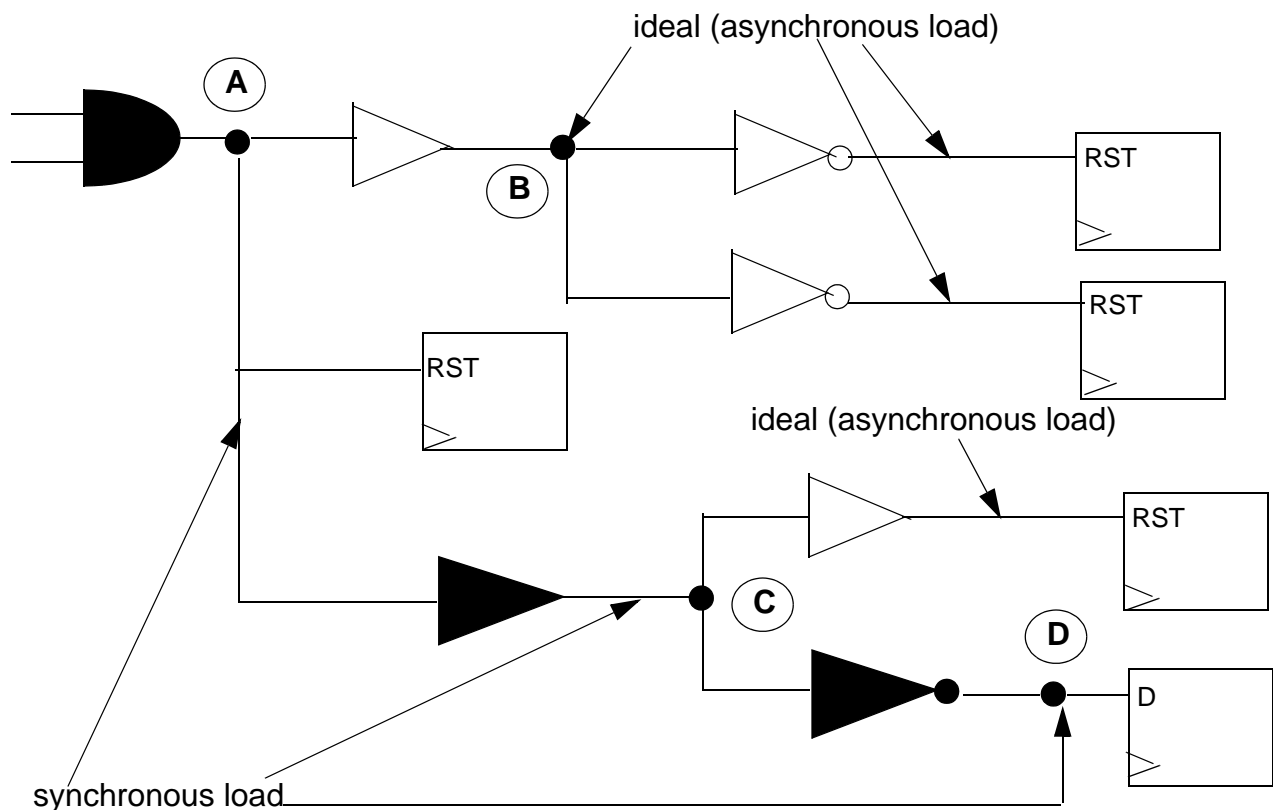 ideal (asynchronous load)
A
RST
B
RST
RST
ideal (asynchronous load)
RST
C
D
D
synchronous load